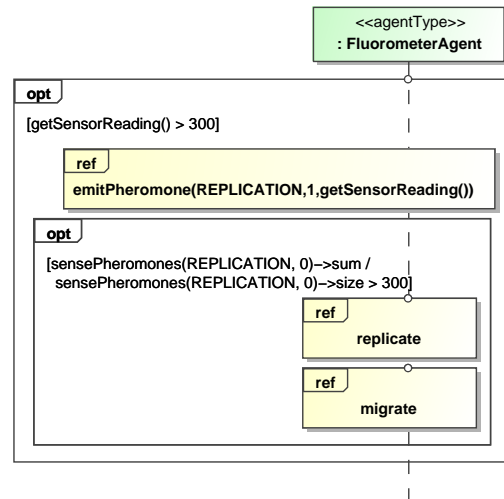 <<agentType>>
: FluorometerAgent
opt
[getSensorReading() > 300]
ref
emitPheromone(REPLICATION,1,getSensorReading())
opt
[sensePheromones(REPLICATION, 0)−>sum /
sensePheromones(REPLICATION, 0)−>size > 300]
ref
replicate
ref
migrate